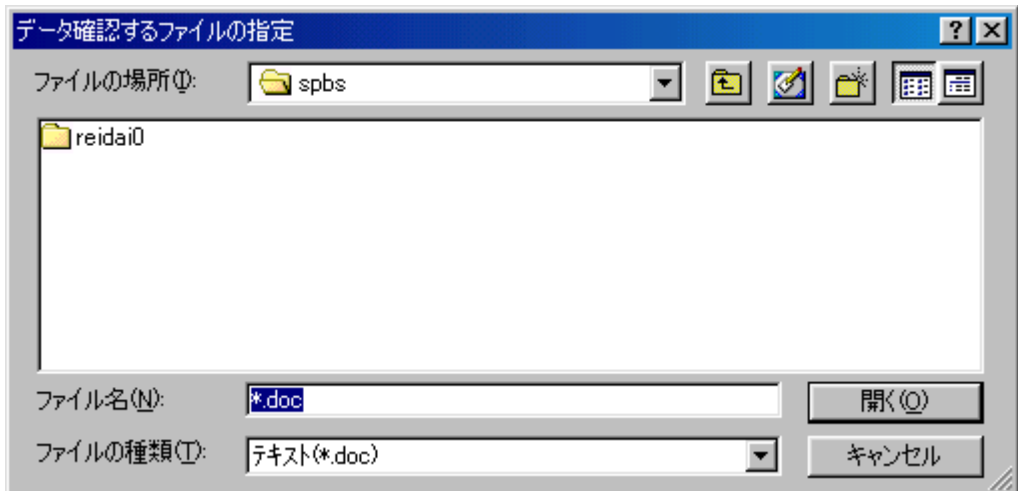 データ確認するファイルの指定
ファイルの場所(I):
spbs
reidai0
ファイル名(N):
*.doc
開く(O)
ファイルの種類(T):
テキスト(*.doc)
キャンセル